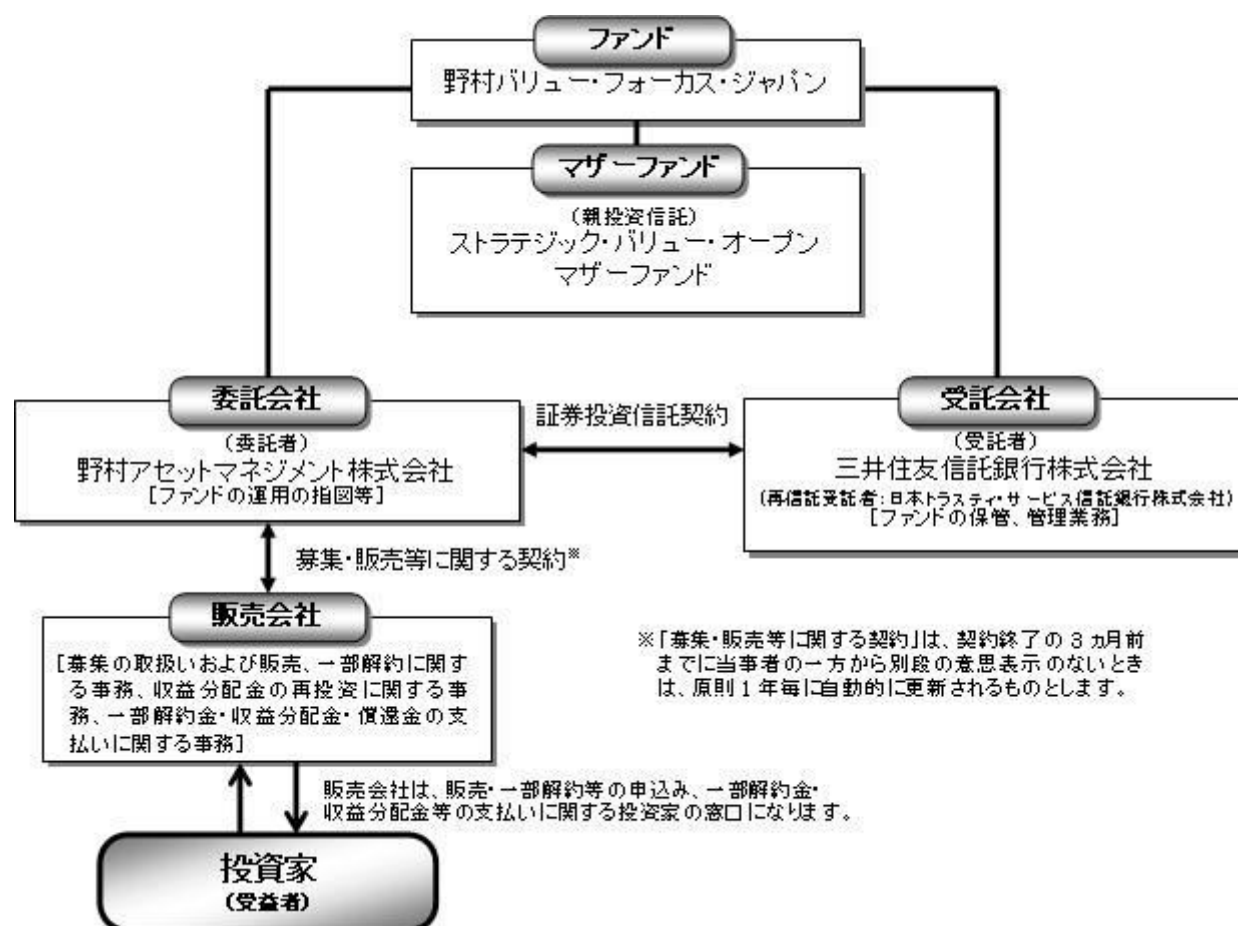 ファンド
野村バリュー・フォーカス・ジャパン
マザーファンド
(親投資信託)
ストラテジック・バリュー・オープン
マザーファンド
委託会社
(委託者)
野村アセットマネジメント株式会社
[ファンドの運用の指図等]
証券投資信託契約
受託会社
(受託者)
三井住友信託銀行株式会社
(再信託受託者:日本トラスティ・サービス信託銀行株式会社)
[ファンドの保管、管理業務]
募集・販売等に関する契約※
販売会社
[募集の取扱いおよび販売、一部解約に関す
る事務、収益分配金の再投資に関する事
務、一部解約金・収益分配金・償還金の支
払いに関する事務]
※「募集・販売等に関する契約」は、契約終了の3ヵ月前
までに当事者の一方から別段の意思表示のないとき
は、原則1年毎に自動的に更新されるものとします。
販売会社は、販売・一部解約等の申込み、一部解約金・
収益分配金等の支払いに関する投資家の窓口になります。
投資家
(受益者)